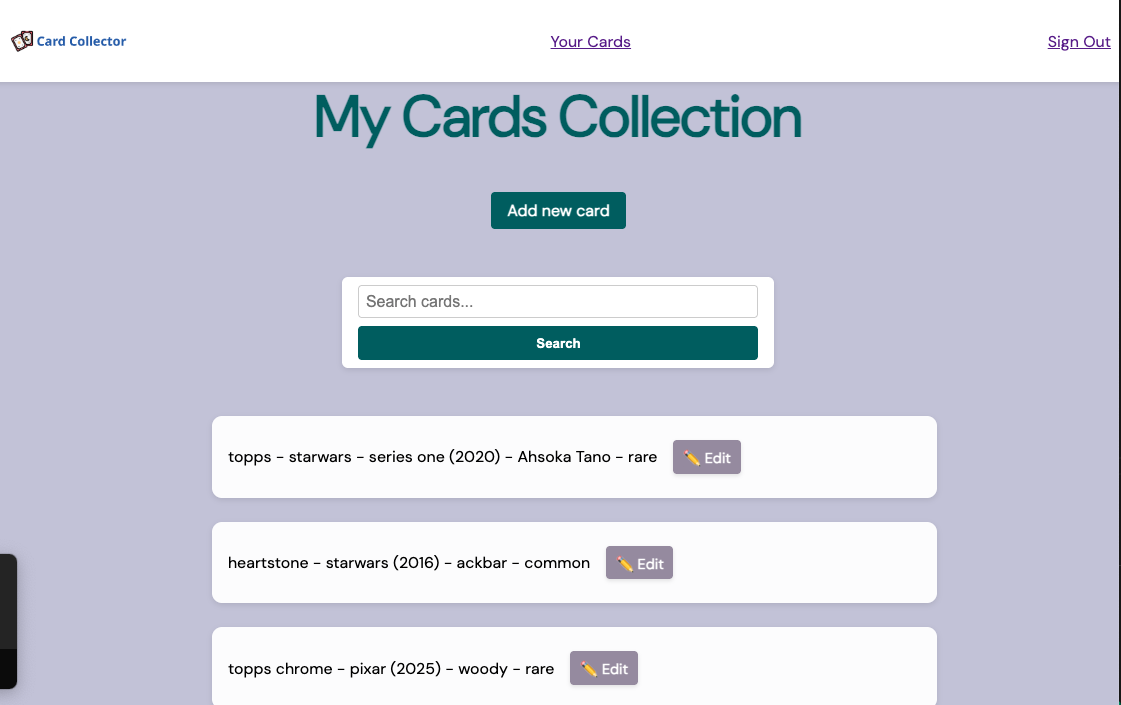 Card Collector
Your Cards
Sign Out
My Cards Collection
Add new card
Search cards...
Search
topps - starwars - series one (2020) - Ahsoka Tano - rare
✏️ Edit
heartstone - starwars (2016) - ackbar - common
✏️ Edit
topps chrome - pixar (2025) - woody - rare
✏️ Edit